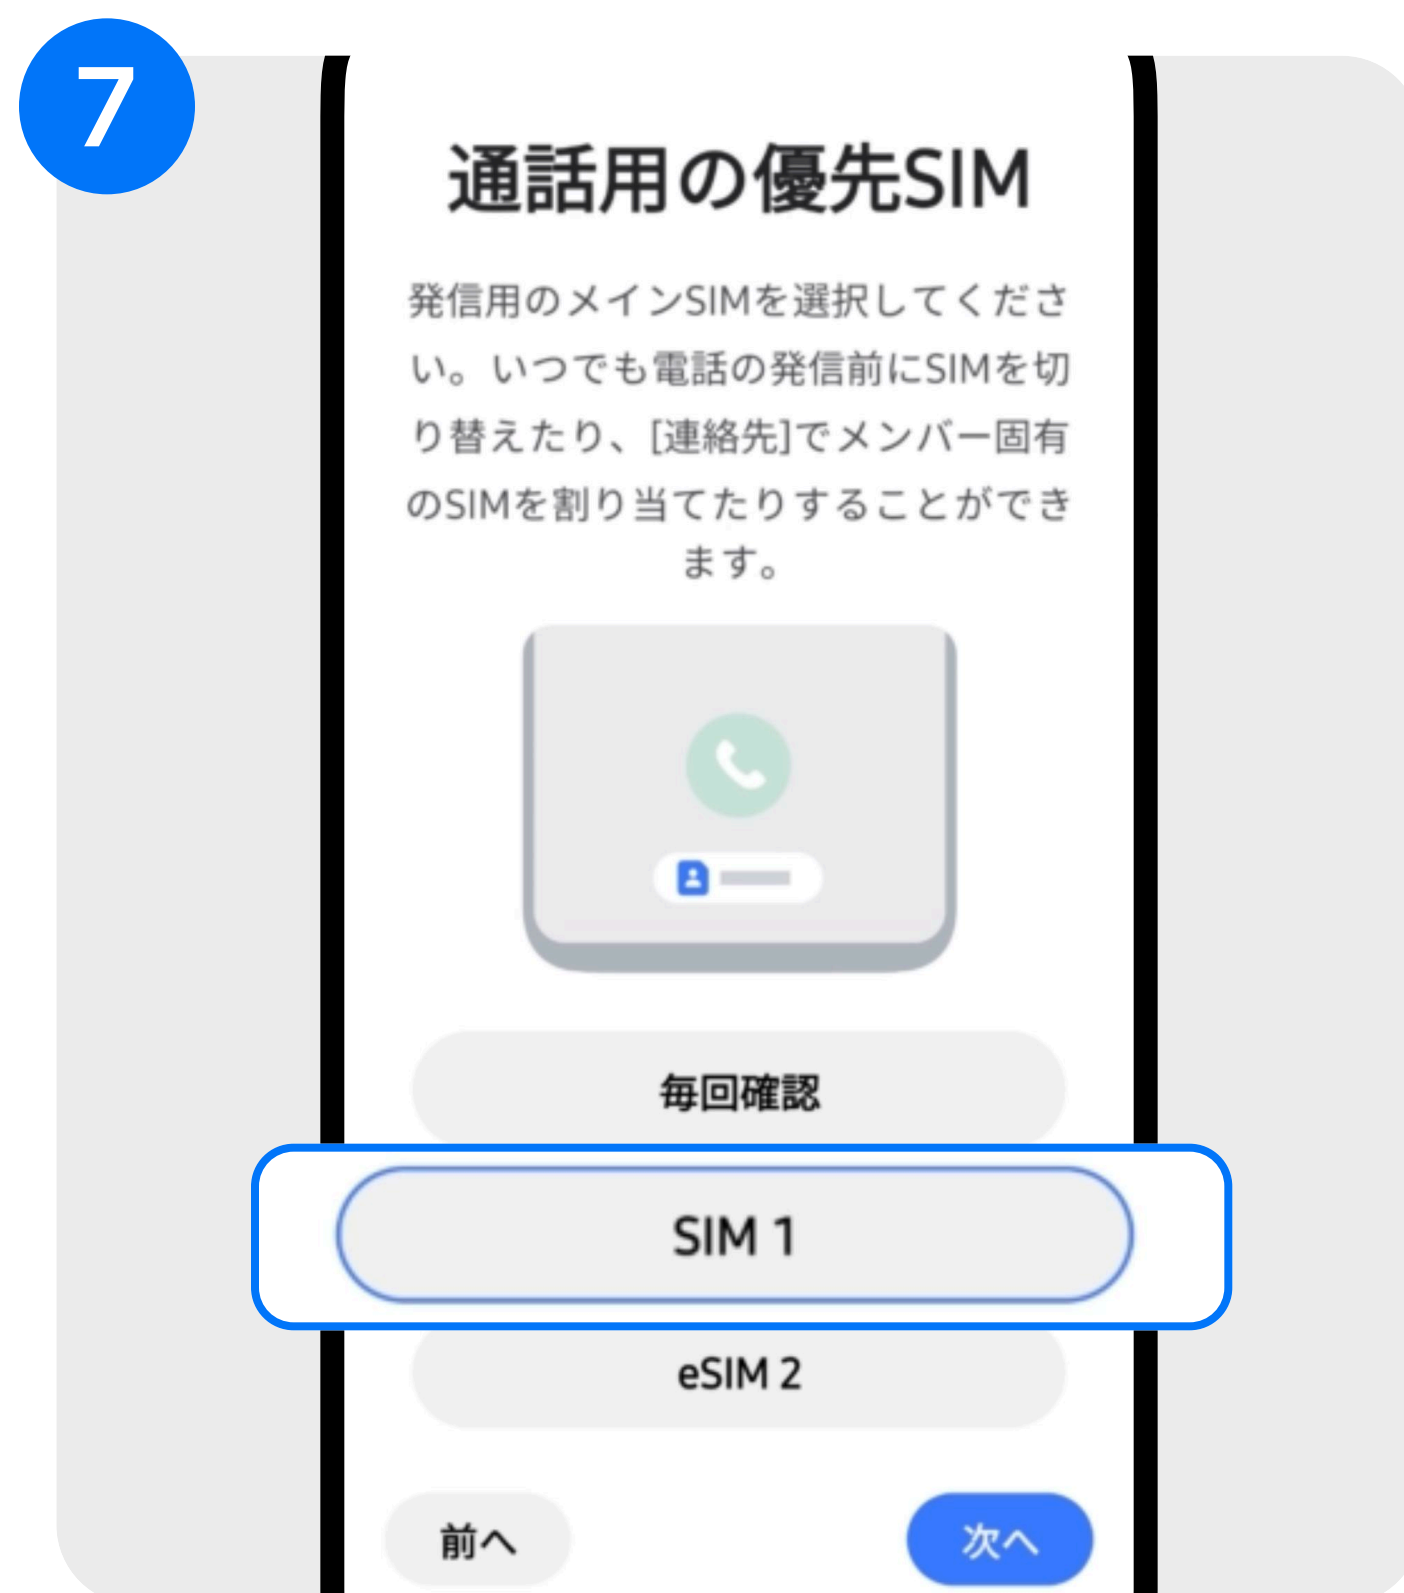 7
通話用の優先SIM
発信用のメインSIMを選択してくださ
い。いつでも電話の発信前にSIMを切
り替えたり、[連絡先]でメンバー固有
のSIMを割り当てたりすることができ
ます。
毎回確認
SIM 1
eSIM 2
前へ
次へ